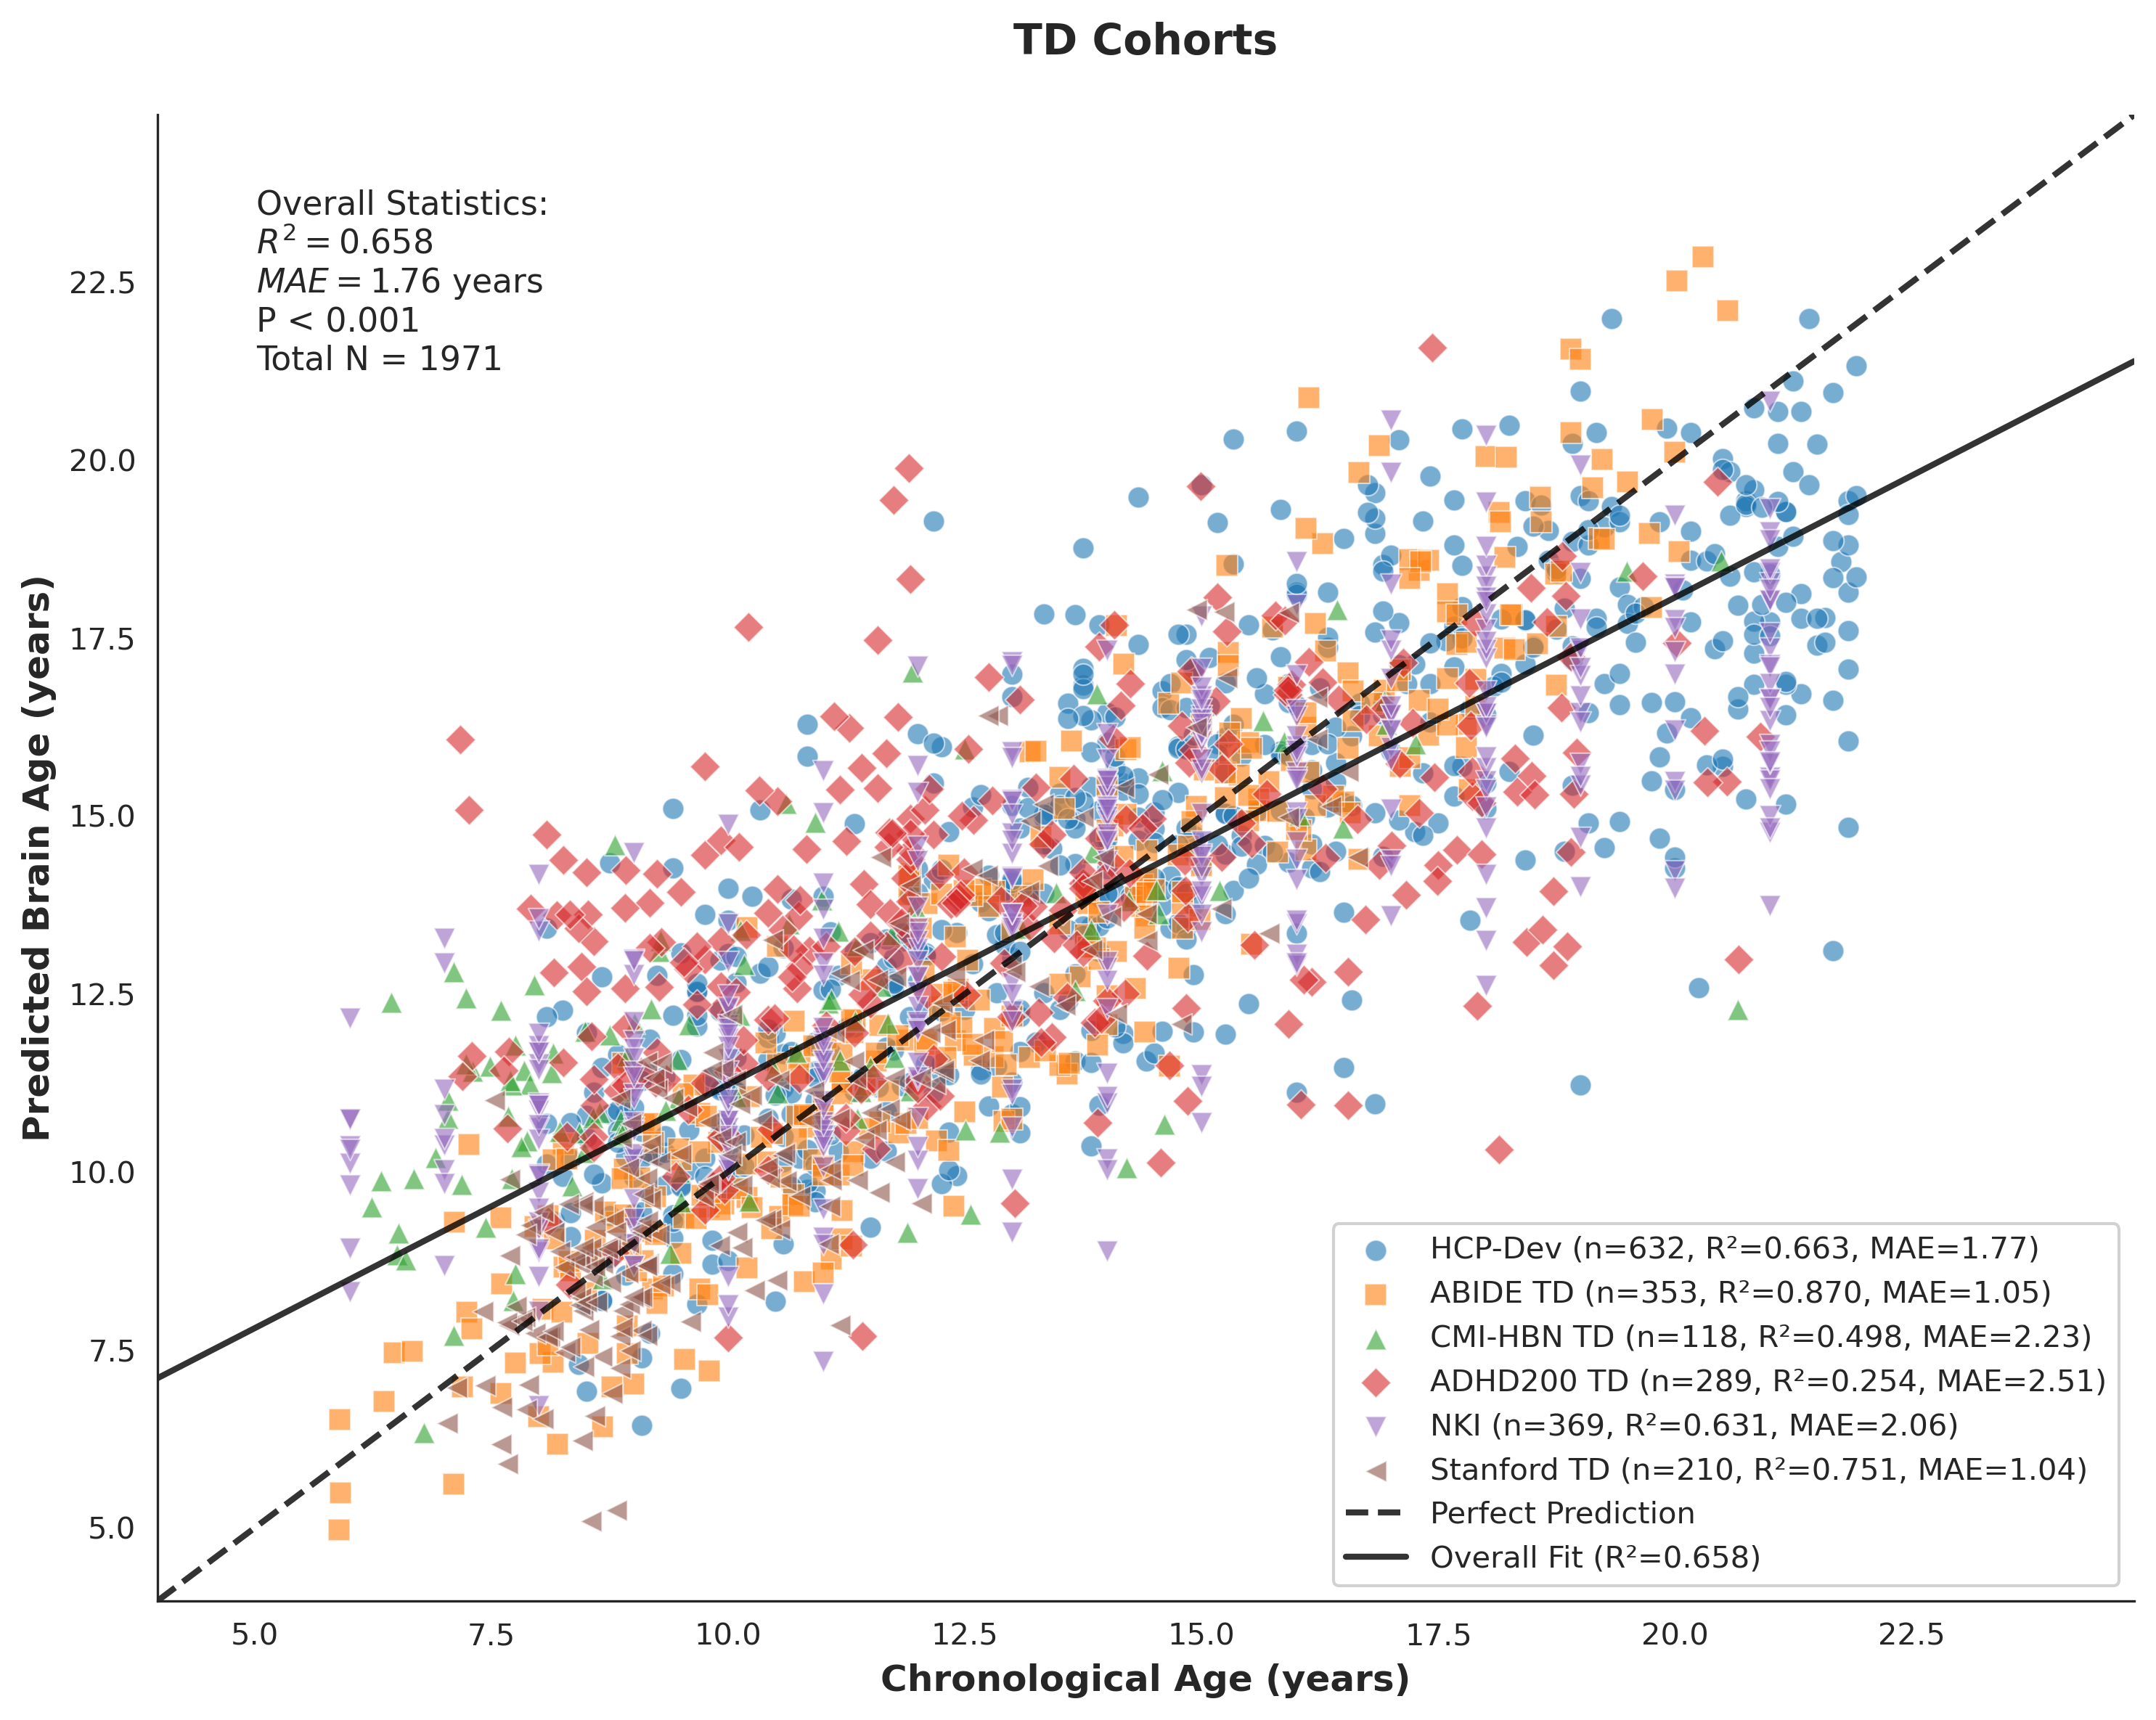 TD Cohorts
Overall Statistics:
R² = 0.658
MAE = 1.76 years
P < 0.001
Total N = 1971
22.5
20.0
17.5
15.0
12.5
10.0
7.5
5.0
Predicted Brain Age (years)
HCP-Dev (n=632, R²=0.663, MAE=1.77)
ABIDE TD (n=353, R²=0.870, MAE=1.05)
CMI-HBN TD (n=118, R²=0.498, MAE=2.23)
ADHD200 TD (n=289, R²=0.254, MAE=2.51)
NKI (n=369, R²=0.631, MAE=2.06)
Stanford TD (n=210, R²=0.751, MAE=1.04)
Perfect Prediction
Overall Fit (R²=0.658)
5.0 7.5 10.0 12.5 15.0 17.5 20.0 22.5
Chronological Age (years)